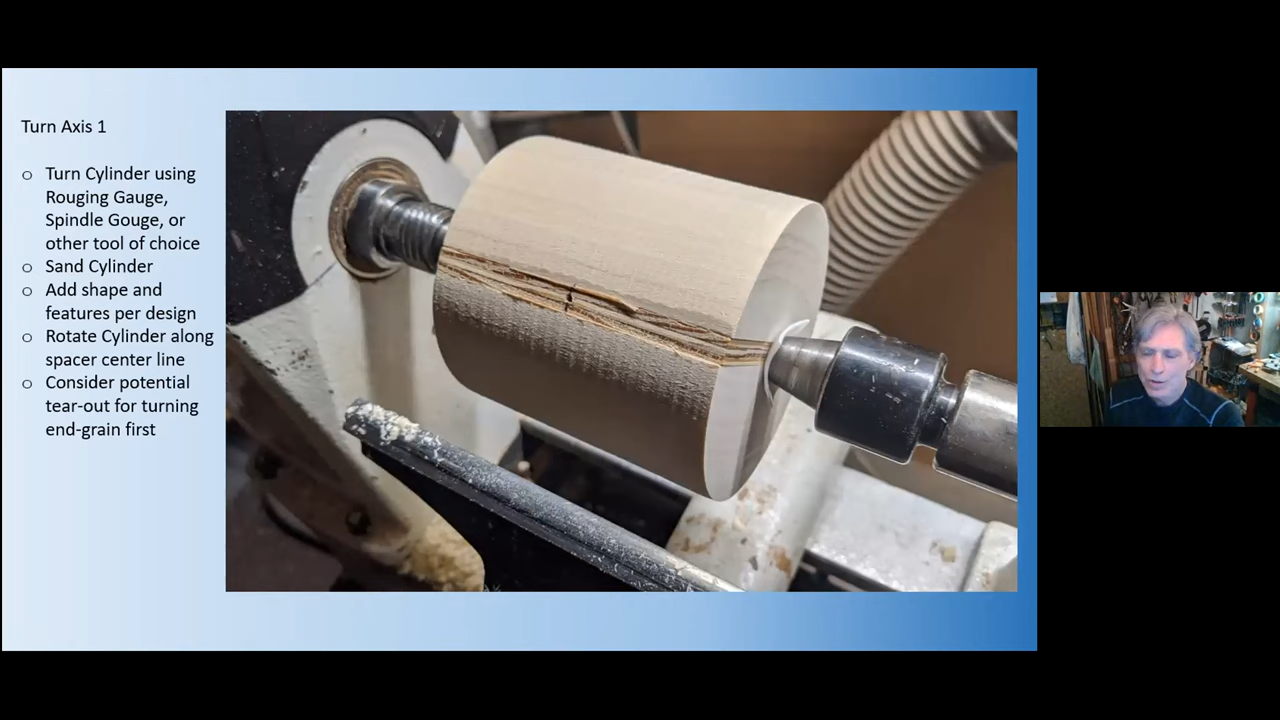 Turn Axis 1
o Turn Cylinder using
Rouging Gauge,
Spindle Gouge, or
other tool of choice
o Sand Cylinder
o Add shape and
features per design
o Rotate Cylinder along
spacer center line
o Consider potential
tear-out for turning
end-grain first